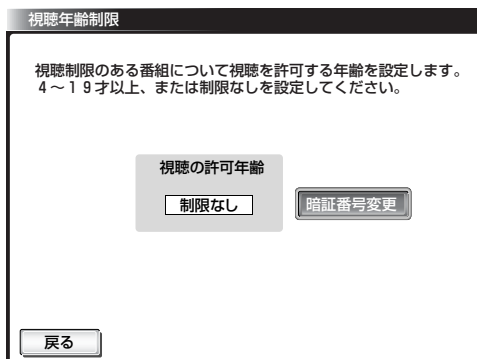 視聴年齢制限
視聴制限のある番組について視聴を許可する年齢を設定します。
4～19才以上、または制限なしを設定してください。
視聴の許可年齢
制限なし
暗証番号変更
戻る